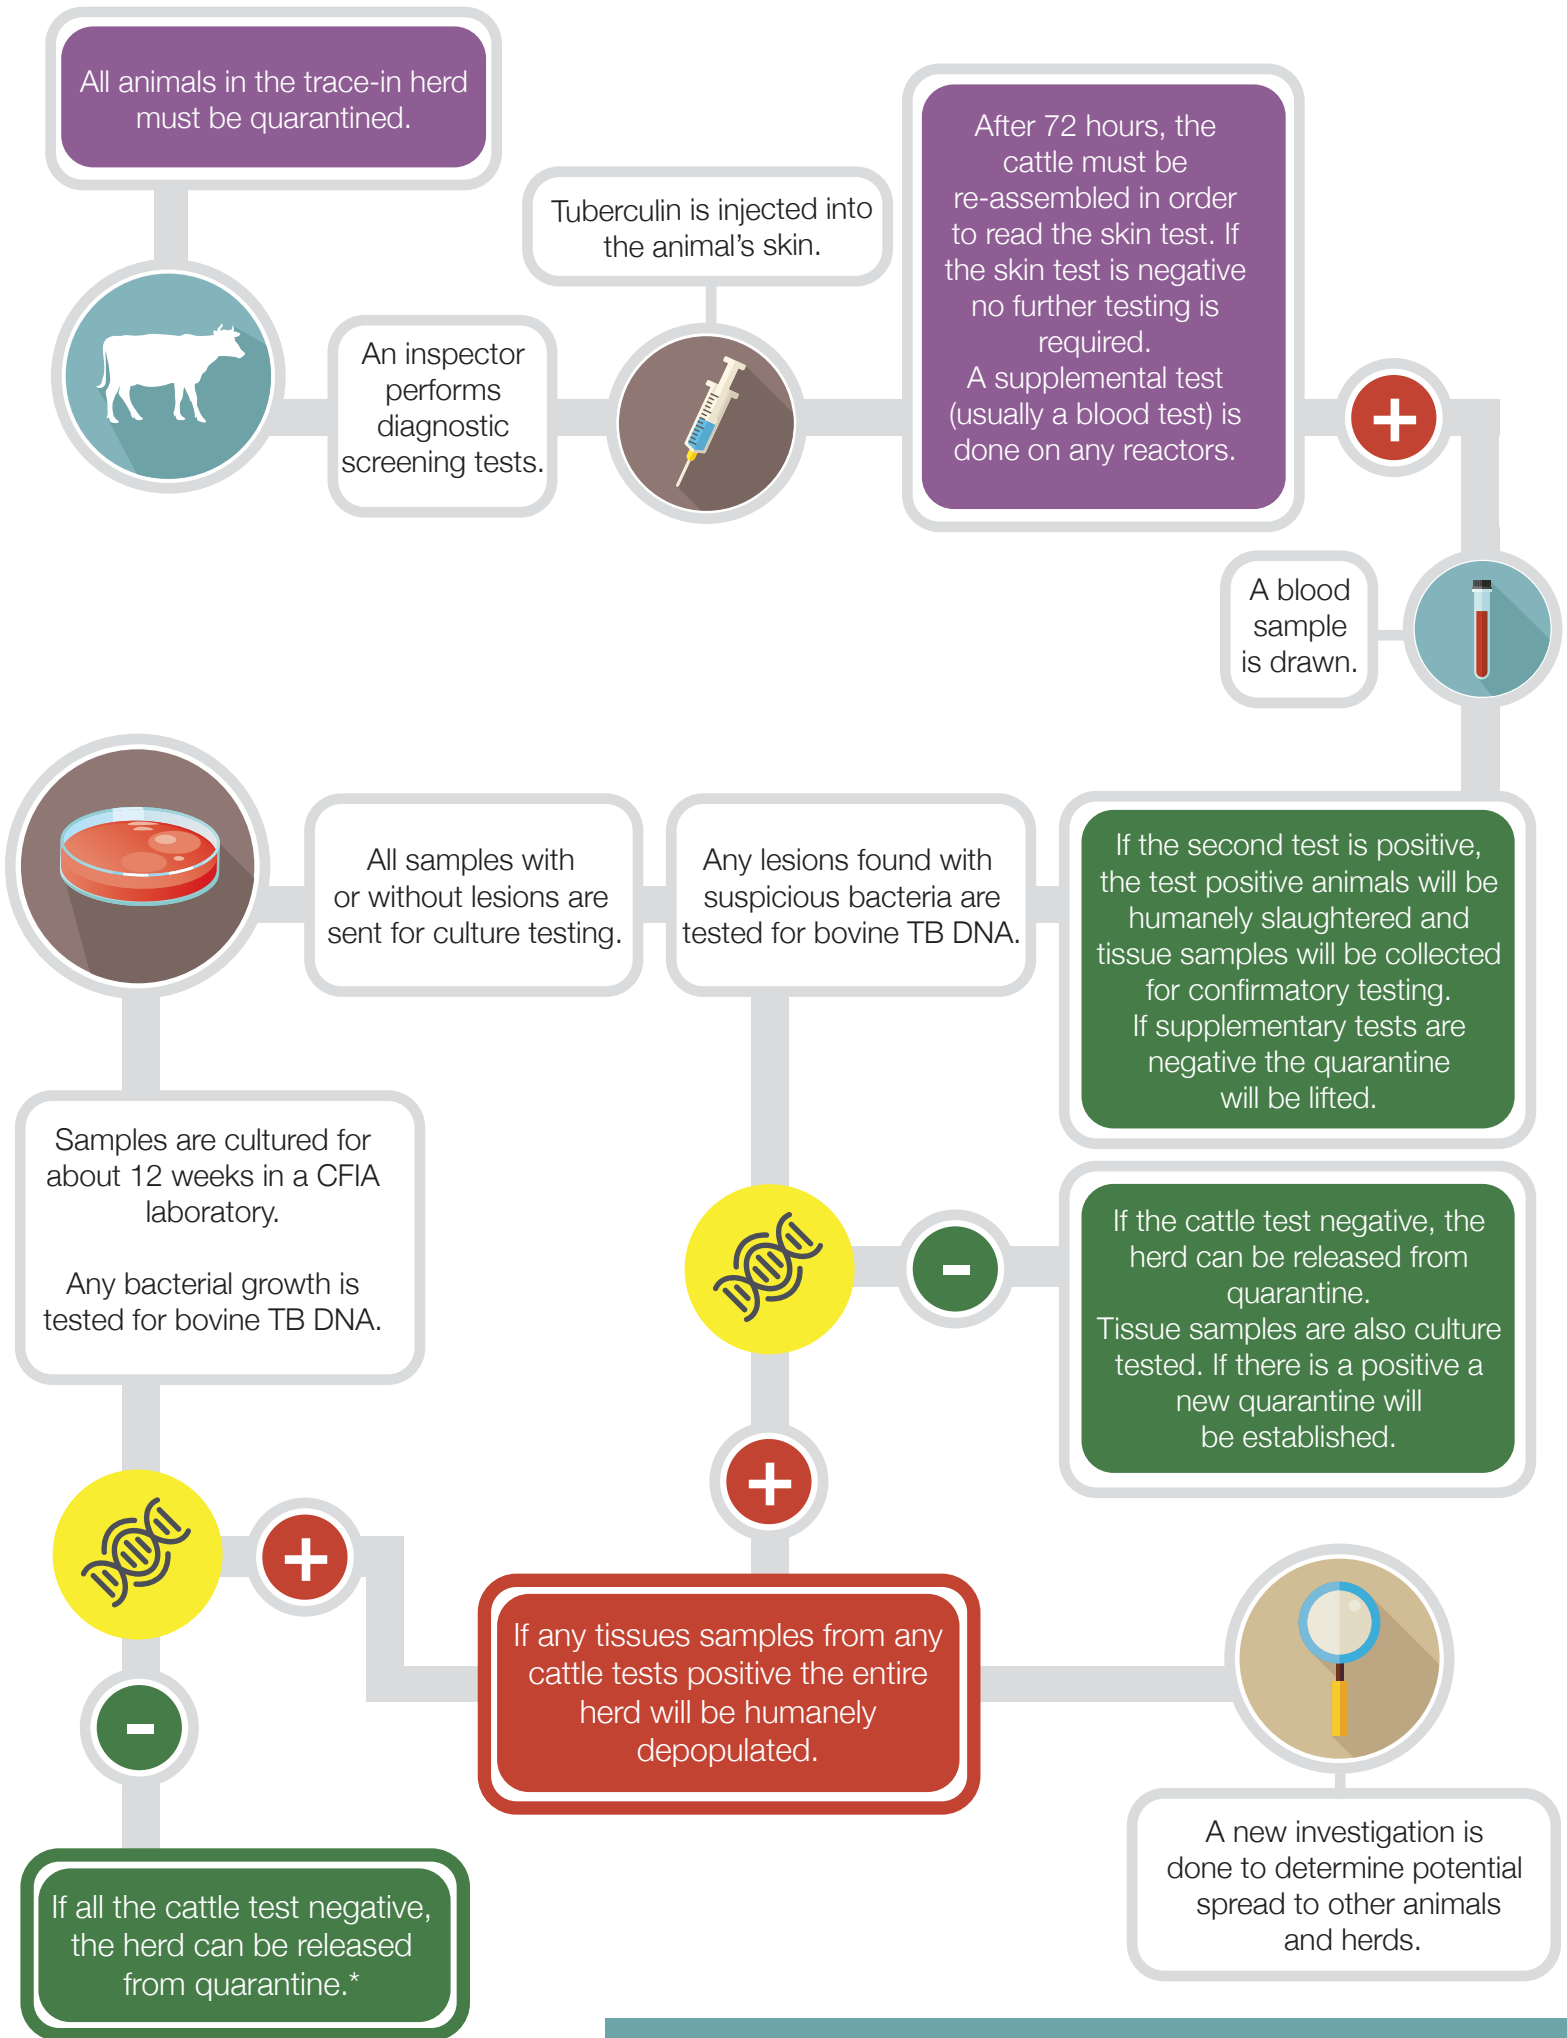 All animals in the trace-in herd
must be quarantined.
An inspector
performs
diagnostic
screening tests.
Tuberculin is injected into
the animal's skin.
After 72 hours, the
cattle must be
re-assembled in order
to read the skin test. If
the skin test is negative
no further testing is
required.
A supplemental test
(usually a blood test) is
done on any reactors.
+
A blood
sample
is drawn.
If the second test is positive,
the test positive animals will be
humanely slaughtered and
tissue samples will be collected
for confirmatory testing.
If supplementary tests are
negative the quarantine
will be lifted.
Any lesions found with
suspicious bacteria are
tested for bovine TB DNA.
All samples with
or without lesions are
sent for culture testing.
Samples are cultured for
about 12 weeks in a CFIA
laboratory.
Any bacterial growth is
tested for bovine TB DNA.
-
If the cattle test negative, the
herd can be released from
quarantine.
Tissue samples are also culture
tested. If there is a positive a
new quarantine will
be established.
+
+
If any tissues samples from any
cattle tests positive the entire
herd will be humanely
depopulated.
-
If all the cattle test negative,
the herd can be released
from quarantine.*
A new investigation is
done to determine potential
spread to other animals
and herds.